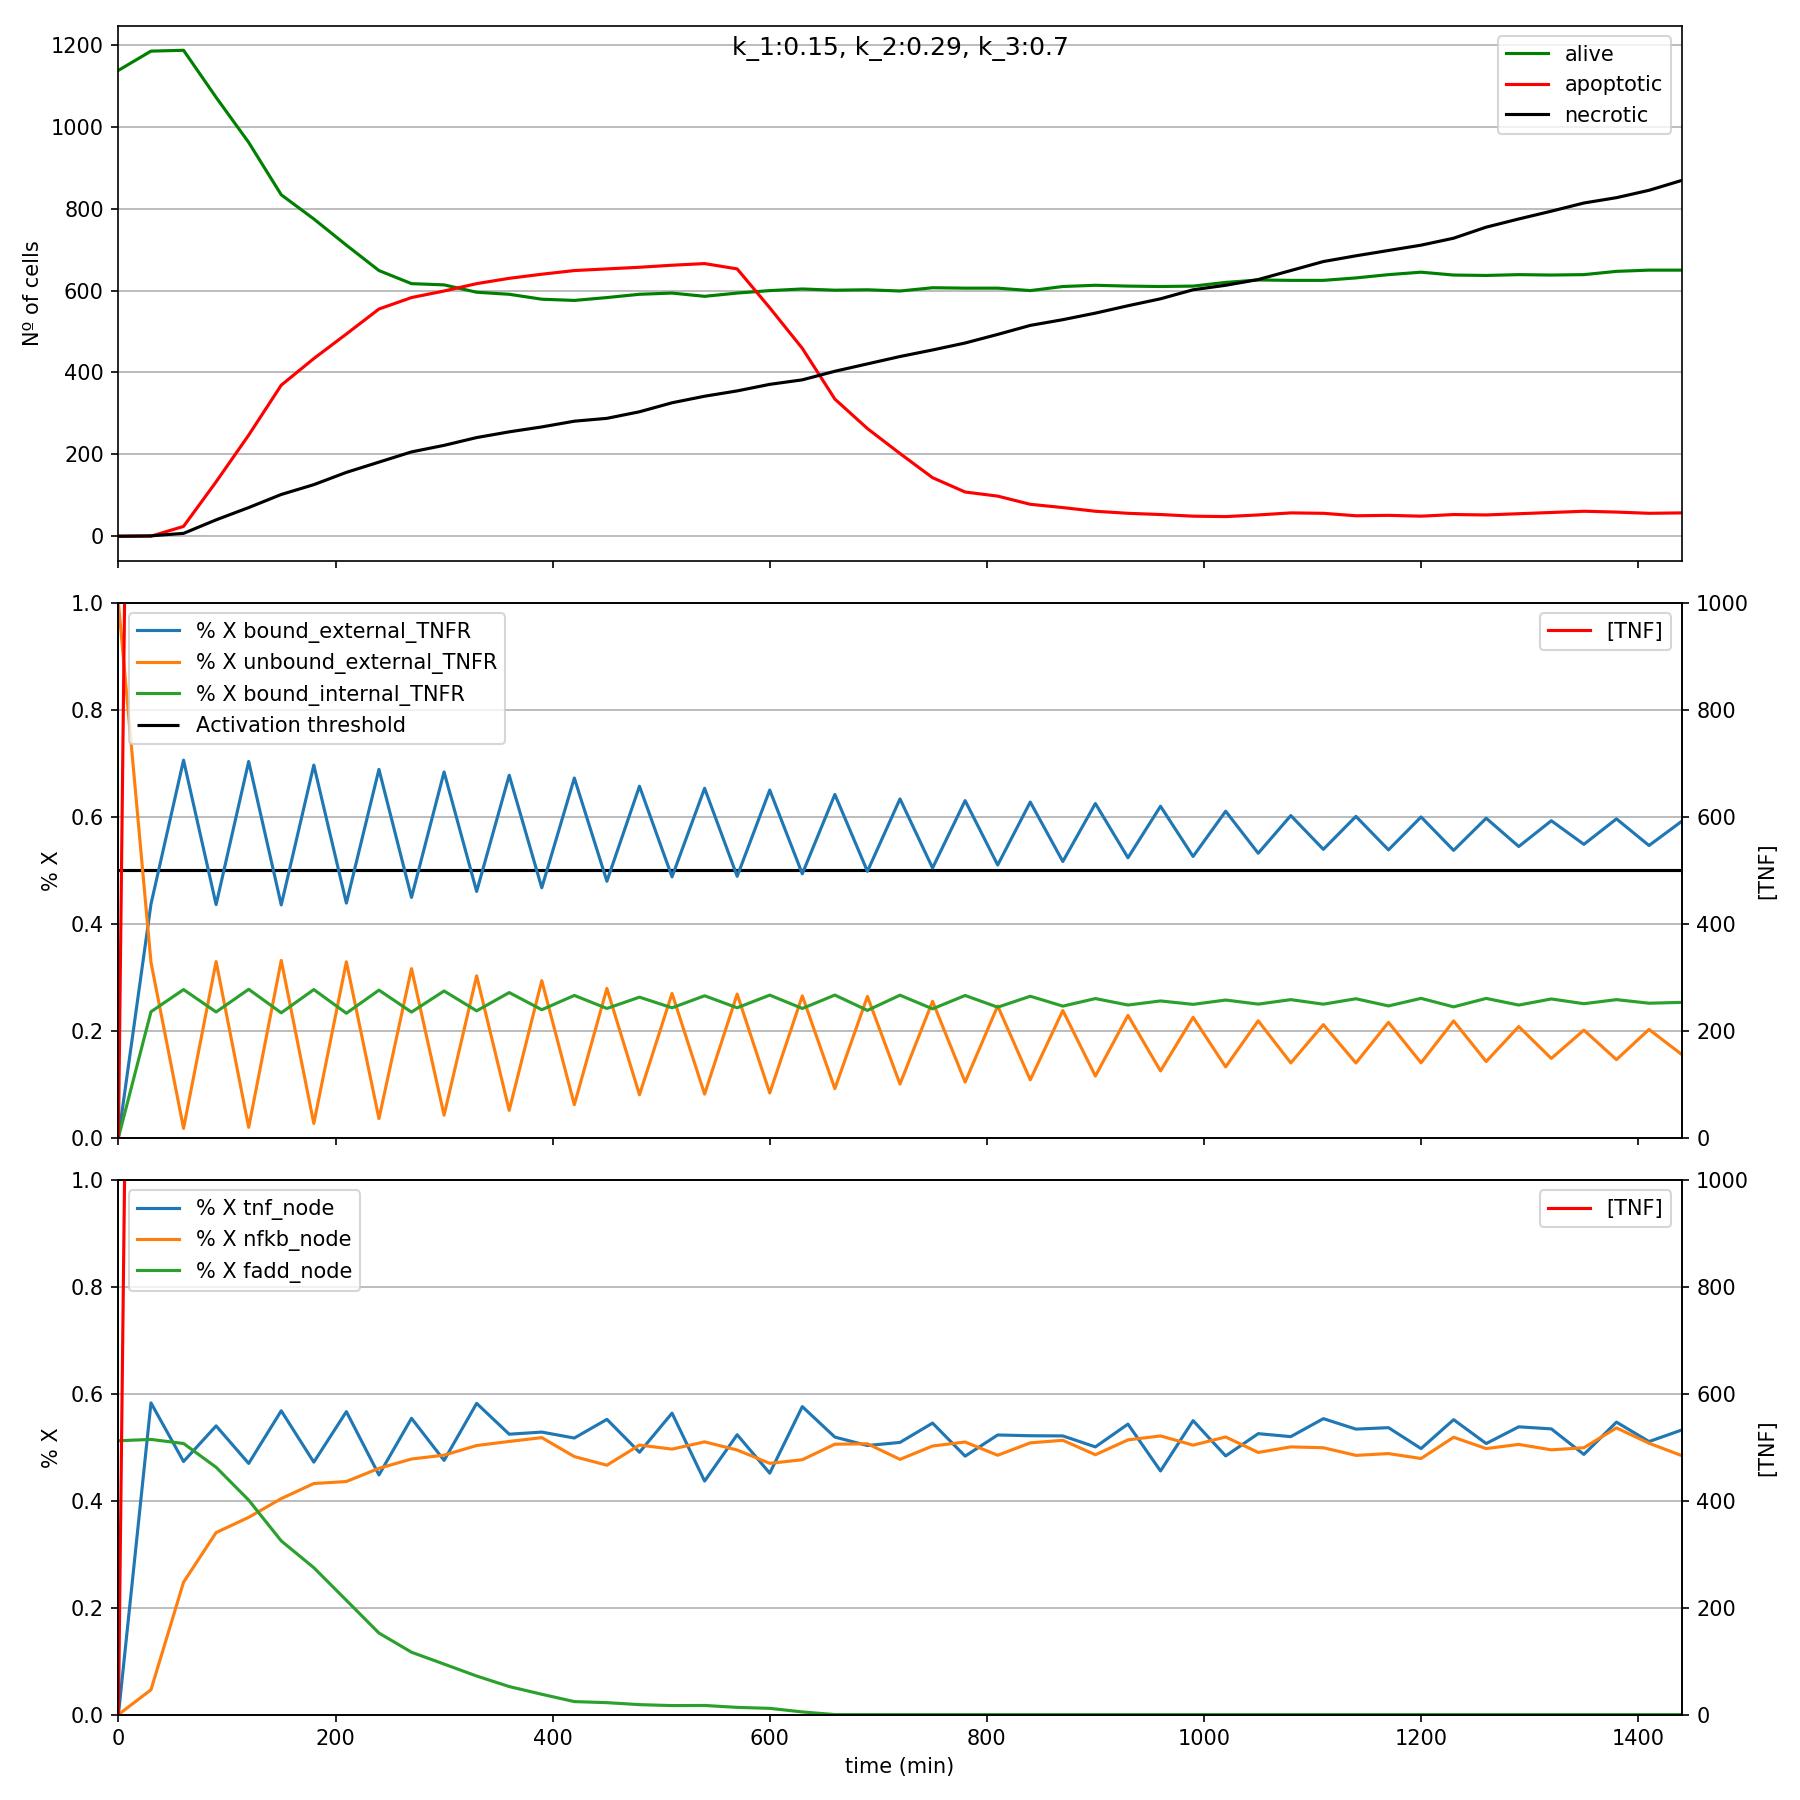 k_1:0.15, k_2:0.29, k_3:0.7
alive
apoptotic
necrotic
1200
1000
800
600
400
200
0
Nº of cells
% X bound_external_TNFR
% X unbound_external_TNFR
% X bound_internal_TNFR
Activation threshold
[TNF]
1.0
0.8
0.6
0.4
0.2
0.0
% X
1000
800
600
400
200
0
[TNF]
% X tnf_node
% X nfkb_node
% X fadd_node
[TNF]
1.0
0.8
0.6
0.4
0.2
0.0
% X
1000
800
600
400
200
0
[TNF]
0 200 400 600 800 1000 1200 1400
time (min)